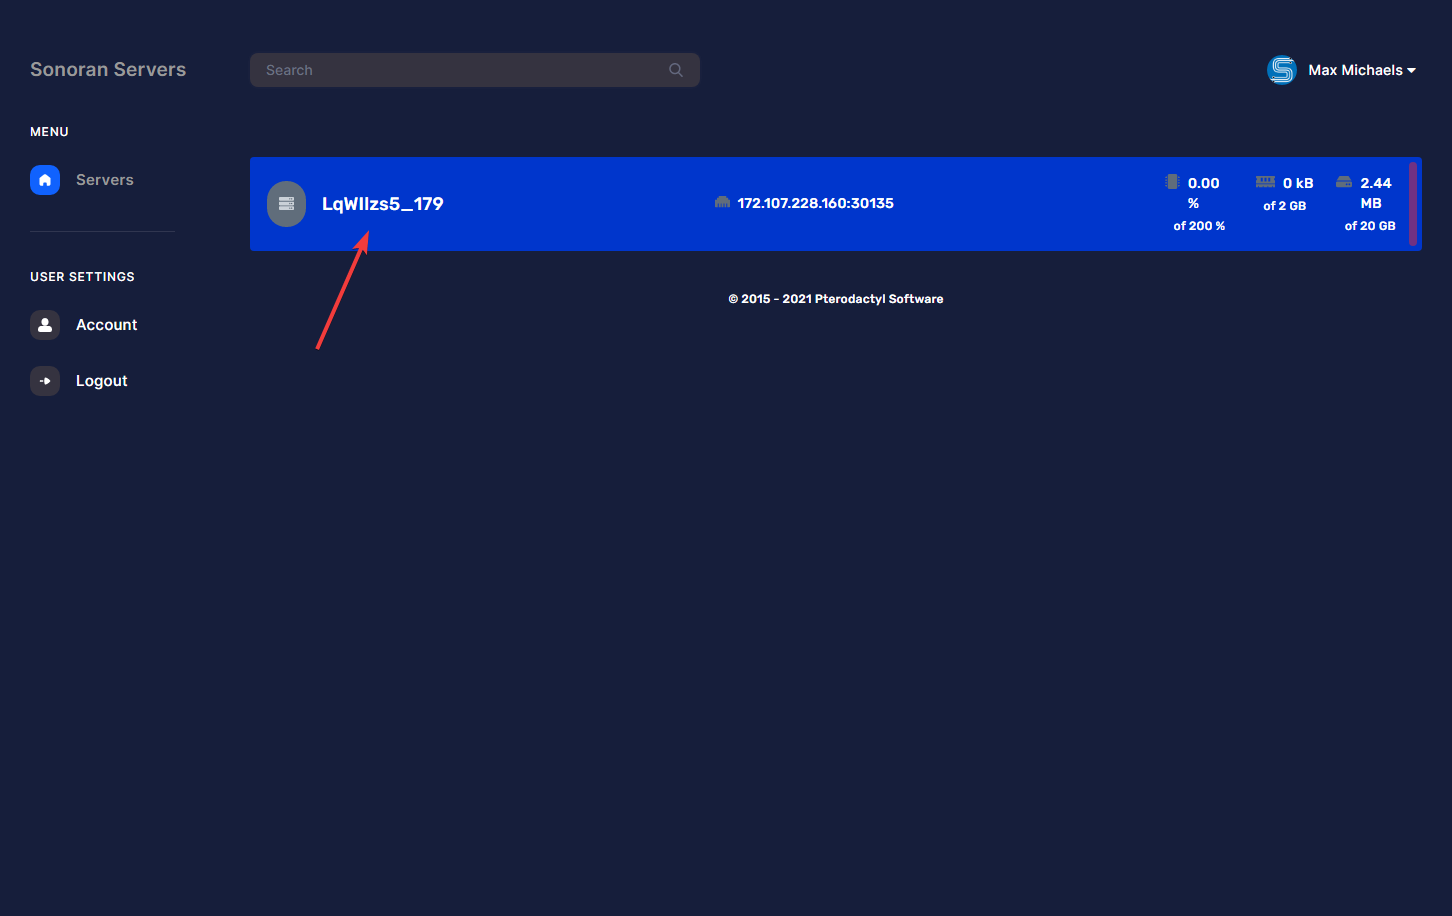 Sonoran Servers
Search
Max Michaels
MENU
Servers
LqWIlzs5_179
172.107.228.160:30135
0.00
%
of 200 %
0 kB
of 2 GB
2.44
MB
of 20 GB
USER SETTINGS
© 2015 - 2021 Pterodactyl Software
Account
Logout